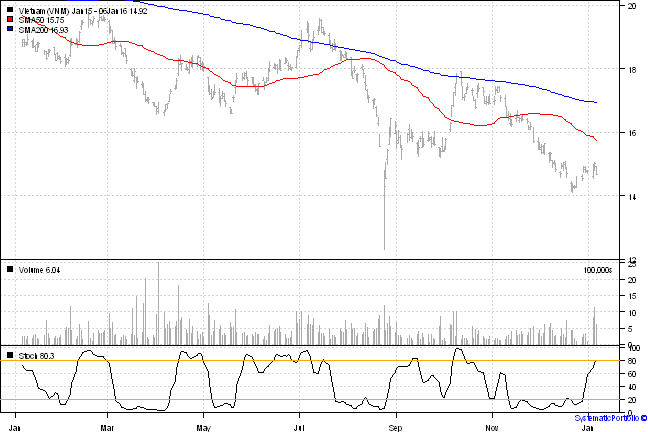 Vietnam (VNM) Jan15 - 06Jan16 14.92
SMA50 15.75
SMA200 16.93
20
18
16
14
12
Volume 6.04
100,000s
25
20
15
10
5
Stoch 80.3
100
80
60
40
20
0
Jan Mar May Jul Sep Nov Jan
SystematicPortfolio ©